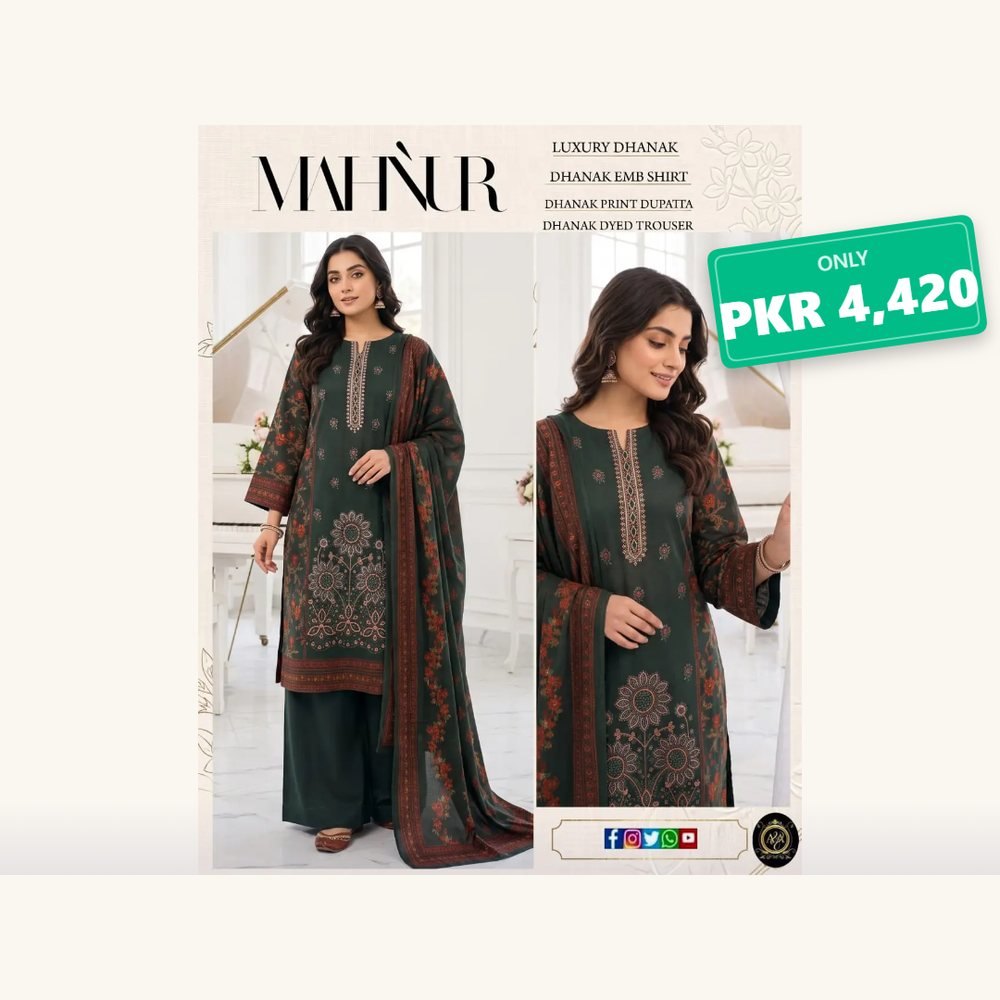 MAHNUR
LUXURY DHANAK
DHANAK EMB SHIRT
DHANAK PRINT DUPATTA
DHANAK DYED TROUSER
ONLY
PKR 4,420